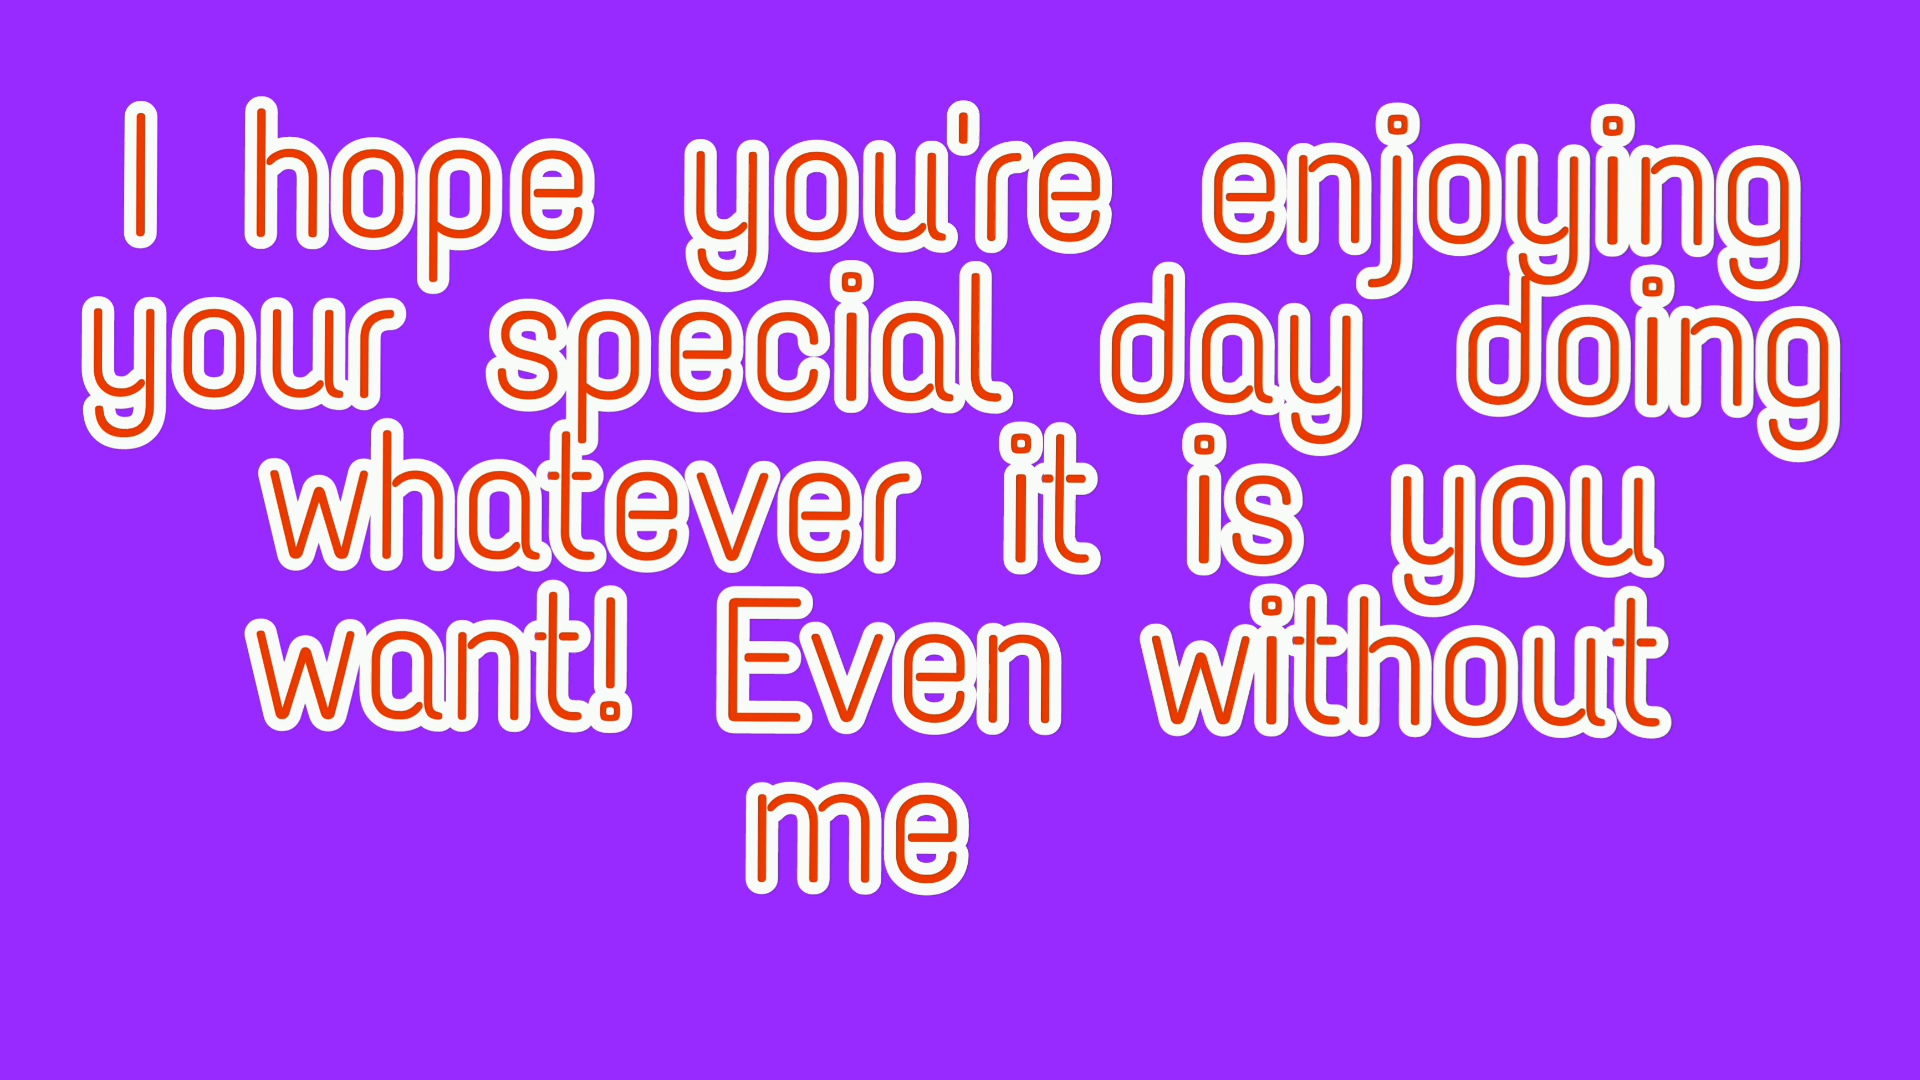 I hope you're enjoying
your special day doing
whatever it is you
want! Even without
me